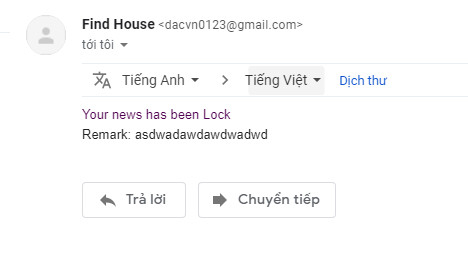 Find House <dacvn0123@gmail.com>
tới tôi
Tiếng Anh Tiếng Việt Dịch thư
Your news has been Lock
Remark: asdwadawdawdwadwd
Trả lời Chuyển tiếp